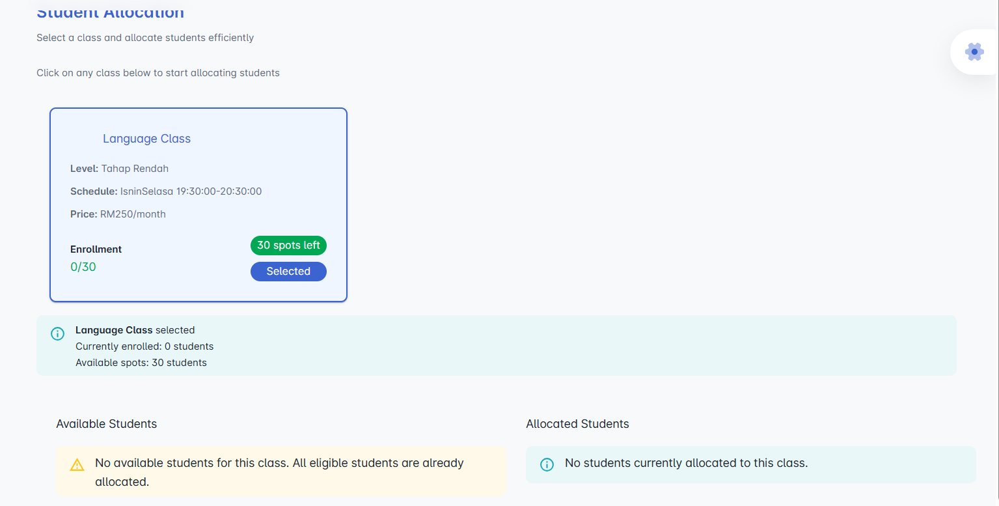 Student Allocation
Select a class and allocate students efficiently
Click on any class below to start allocating students
Language Class
Level: Tahap Rendah
Schedule: IsninSelasa 19:30:00-20:30:00
Price: RM250/month
Enrollment
0/30
30 spots left
Selected
Language Class selected
Currently enrolled: 0 students
Available spots: 30 students
Available Students
No available students for this class. All eligible students are already
allocated.
Allocated Students
No students currently allocated to this class.